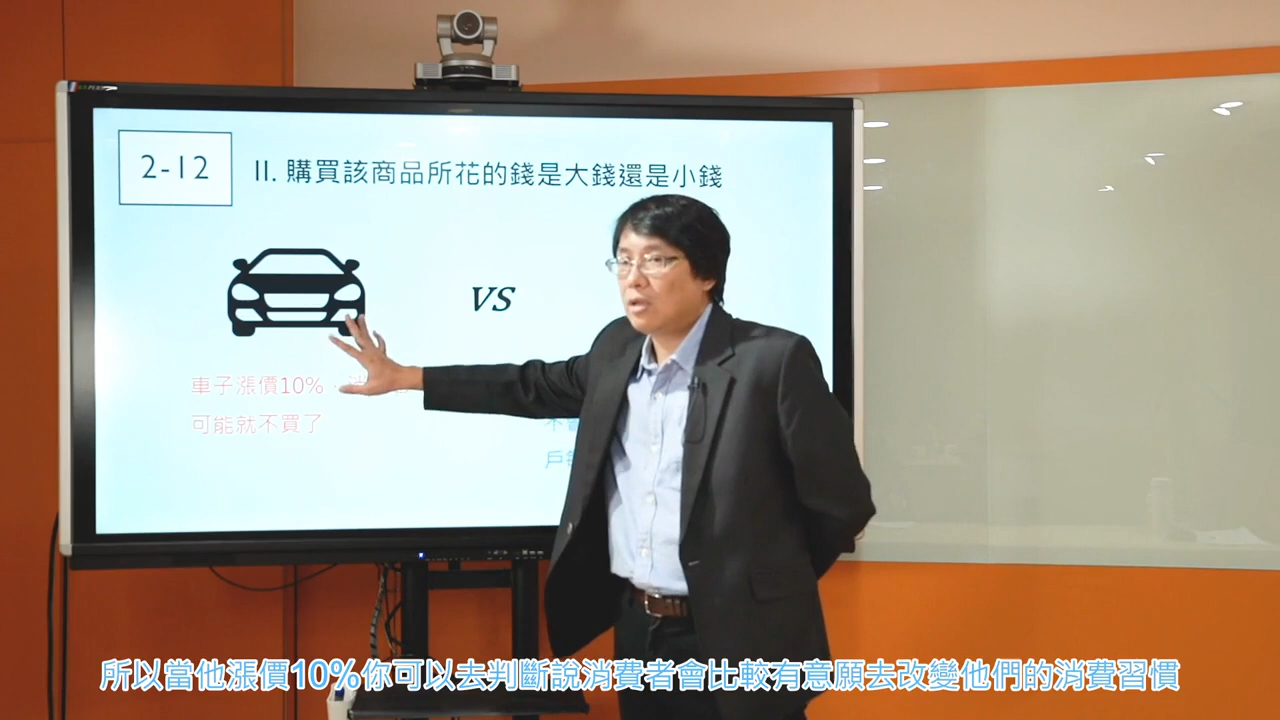 2-12
II. 購買該商品所花的錢是大錢還是小錢
vs
車子漲價10%，
可能就不買了
不
戶
所以當他漲價10%你可以去判斷說消費者會比較有意願去改變他們的消費習慣